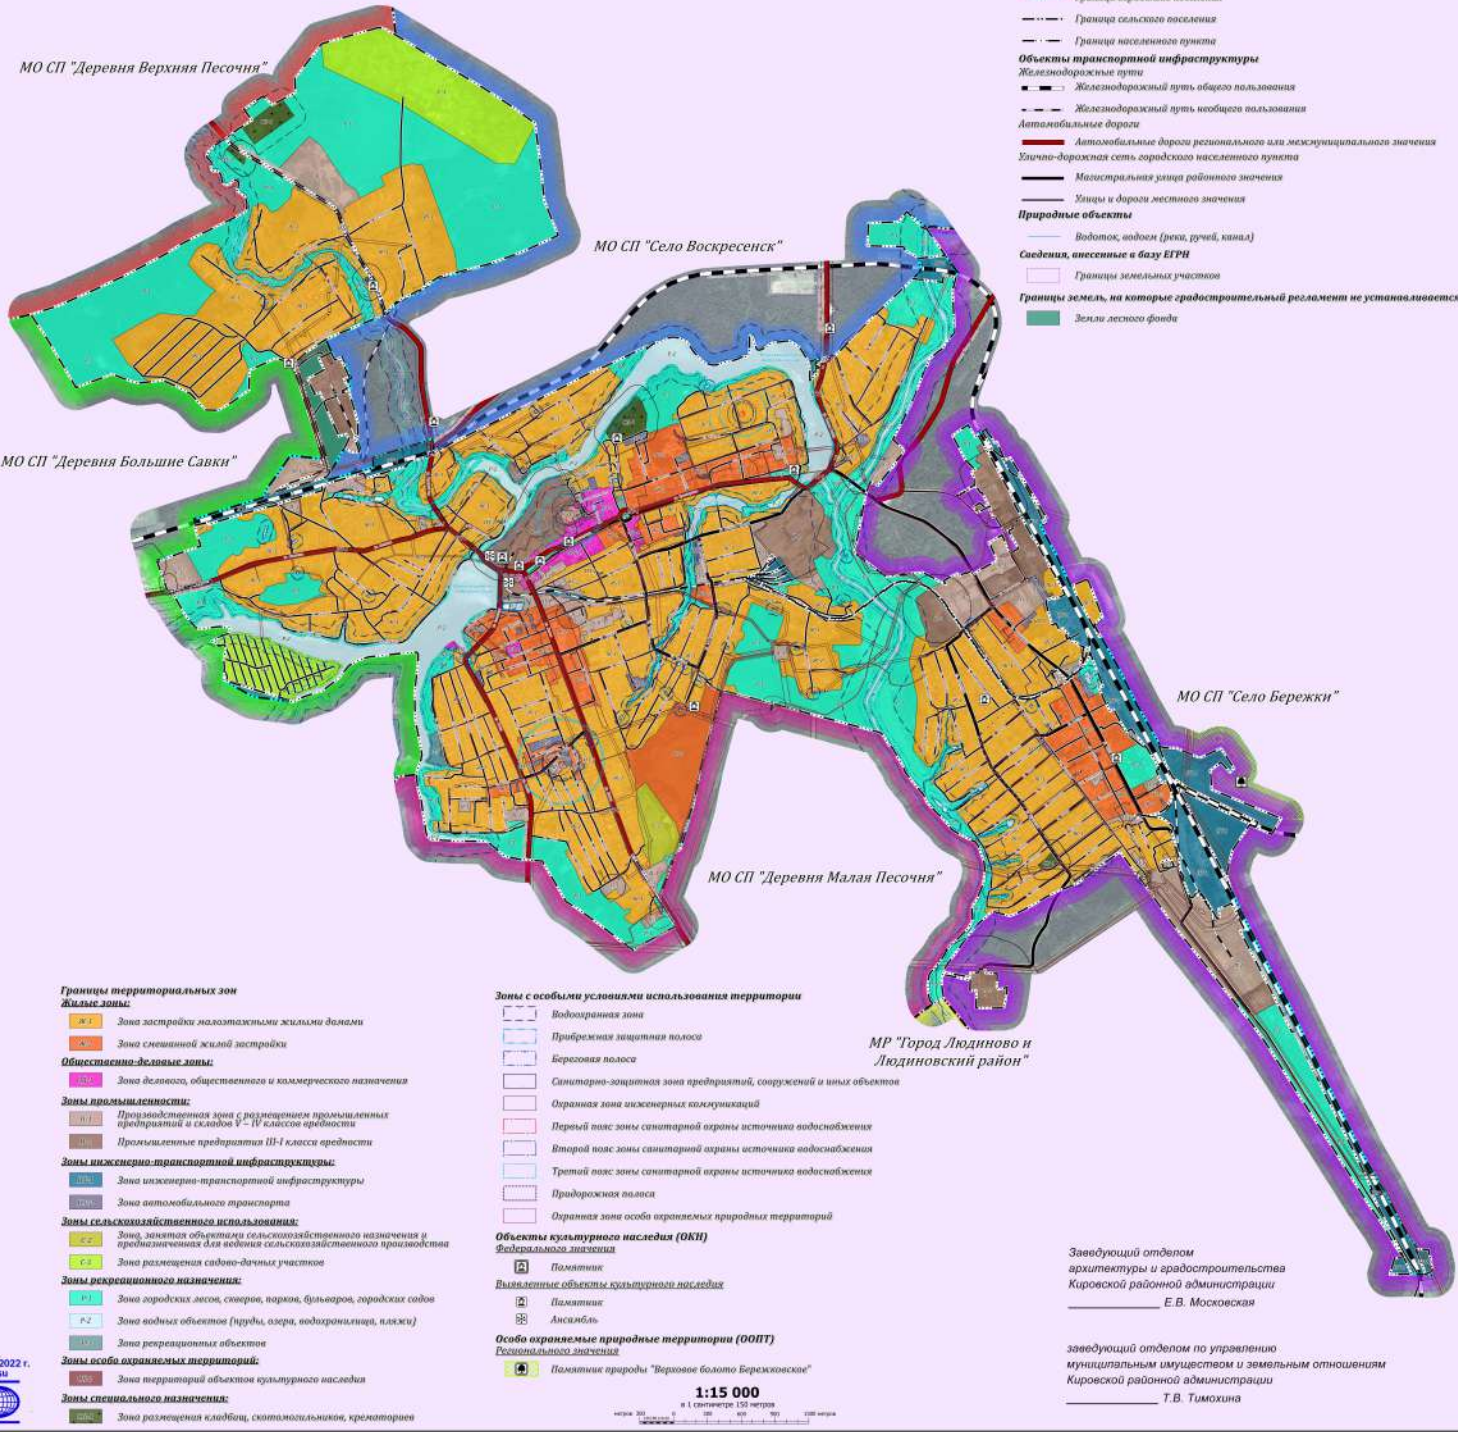 Граница сельского поселения
Граница населенного пункта
Объекты транспортной инфраструктуры
Железнодорожные пути
Железнодорожный путь общего пользования
Железнодорожный путь необщего пользования
Автомобильные дороги
Автомобильные дороги регионального или межмуниципального значения
Улично-дорожная сеть городского населенного пункта
Магистральная улица районного значения
Улицы и дороги местного значения
Природные объекты
Водоток, водоем (река, ручей, канал)
Сведения, внесенные в базу ЕГРН
Границы земельных участков
Границы земель, на которые градостроительный регламент не устанавливается
Земли лесного фонда
МО СП "Деревня Верхняя Песочня"
МО СП "Село Воскресенск"
МО СП "Деревня Большие Савки"
МО СП "Село Бережки"
МО СП "Деревня Малая Песочня"
МР "Город Людиново и
Людиновский район"
Границы территориальных зон
Жилые зоны:
Ж-1 Зона застройки малоэтажными жилыми домами
Зона смешанной жилой застройки
Общественно-деловые зоны:
Зона делового, общественного и коммерческого назначения
Зоны промышленности:
П-1 Производственная зона с размещением промышленных
предприятий и складов V – IV классов вредности
Промышленные предприятия III-I класса вредности
Зоны инженерно-транспортной инфраструктуры:
Зона инженерно-транспортной инфраструктуры
Зона автомобильного транспорта
Зоны сельскохозяйственного использования:
С-2 Зона, занятая объектами сельскохозяйственного назначения и
предназначенная для ведения сельскохозяйственного производства
С-3 Зона размещения садово-дачных участков
Зоны рекреационного назначения:
Р-1 Зона городских лесов, скверов, парков, бульваров, городских садов
Р-2 Зона водных объектов (пруды, озера, водохранилища, пляжи)
Зона рекреационных объектов
Зоны особо охраняемых территорий:
Зона территорий объектов культурного наследия
Зоны специального назначения:
Зона размещения кладбищ, скотомогильников, крематориев
2022 г.
Зоны с особыми условиями использования территории
Водоохранная зона
Прибрежная защитная полоса
Береговая полоса
Санитарно-защитная зона предприятий, сооружений и иных объектов
Охранная зона инженерных коммуникаций
Первый пояс зоны санитарной охраны источника водоснабжения
Второй пояс зоны санитарной охраны источника водоснабжения
Третий пояс зоны санитарной охраны источника водоснабжения
Придорожная полоса
Охранная зона особо охраняемых природных территорий
Объекты культурного наследия (ОКН)
Федерального значения
Памятник
Выявленные объекты культурного наследия
Памятник
Ансамбль
Особо охраняемые природные территории (ООПТ)
Регионального значения
Памятник природы "Верховое болото Бережковское"
1:15 000
в 1 сантиметре 150 метров
Заведующий отделом
архитектуры и градостроительства
Кировской районной администрации
Е.В. Московская
заведующий отделом по управлению
муниципальным имуществом и земельным отношениям
Кировской районной администрации
Т.В. Тимохина